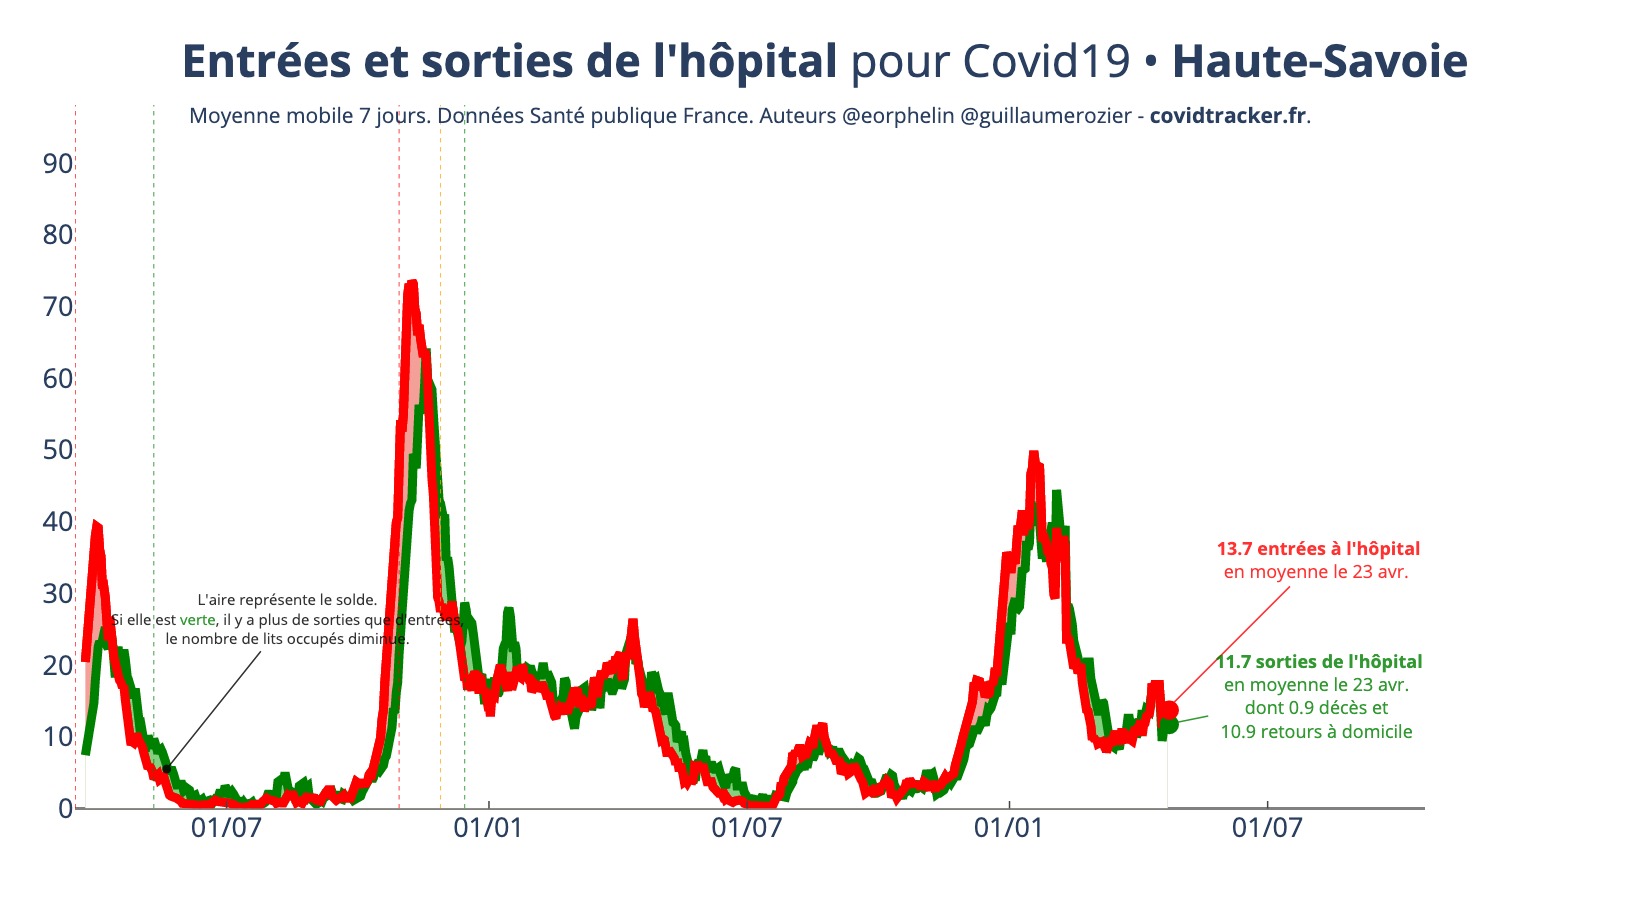 Entrées et sorties de l'hôpital pour Covid19 • Haute-Savoie
Moyenne mobile 7 jours. Données Santé publique France. Auteurs @eorphelin @guillaumerozier - covidtracker.fr.
90
80
70
60
50
40
30
20
10
0
L'aire représente le solde.
Si elle est verte, il y a plus de sorties que d'entrées,
le nombre de lits occupés diminue.
13.7 entrées à l'hôpital
en moyenne le 23 avr.
11.7 sorties de l'hôpital
en moyenne le 23 avr.
dont 0.9 décès et
10.9 retours à domicile
01/07
01/01
01/07
01/01
01/07